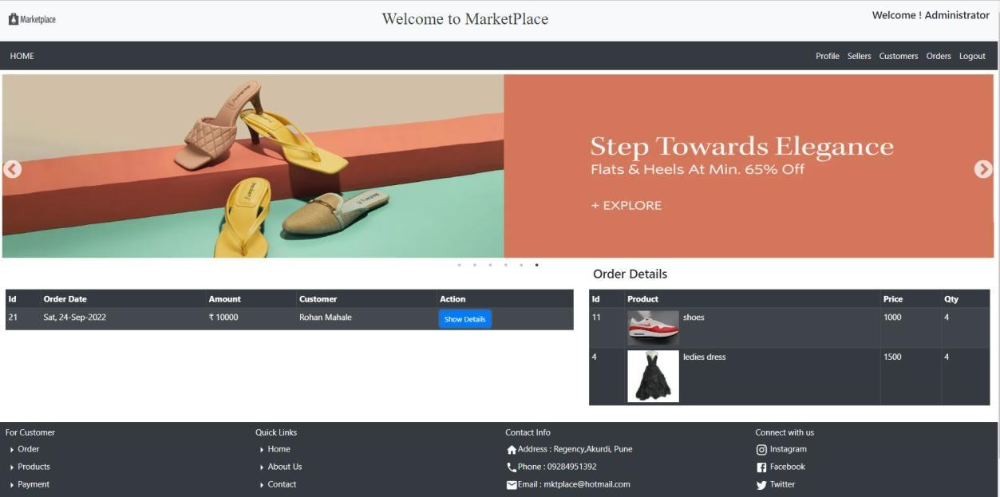 Marketplace
Welcome to MarketPlace
Welcome ! Administrator
HOME
Profile Sellers Customers Orders Logout
Step Towards Elegance
Flats & Heels At Min. 65% Off
+ EXPLORE
Order Details
Id Order Date Amount Customer Action
21 Sat, 24-Sep-2022 ₹ 10000 Rohan Mahale Show Details
Id Product Price Qty
11 shoes 1000 4
4 ledies dress 1500 4
For Customer
Order
Products
Payment
Quick Links
Home
About Us
Contact
Contact Info
Address : Regency,Akurdi, Pune
Phone : 09284951392
Email : mktplace@hotmail.com
Connect with us
Instagram
Facebook
Twitter